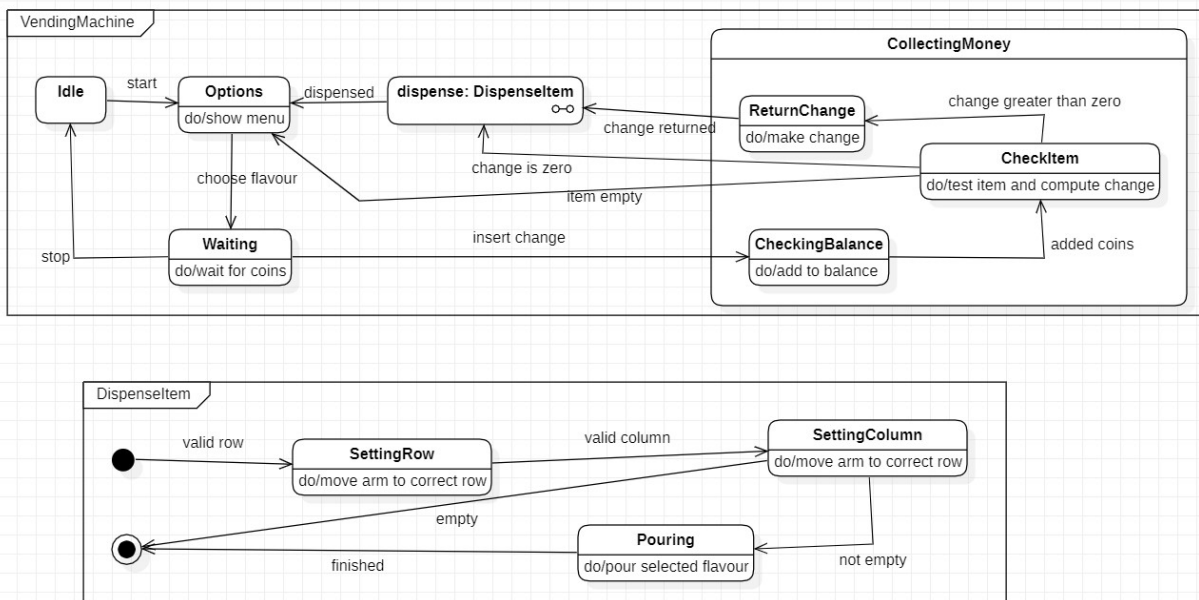 VendingMachine
CollectingMoney
Idle
start
Options
do/show menu
dispensed
dispense: DispenseItem
change returned
ReturnChange
do/make change
change greater than zero
CheckItem
do/test item and compute change
change is zero
choose flavour
item empty
stop
Waiting
do/wait for coins
insert change
CheckingBalance
do/add to balance
added coins
DispenseItem
valid row
SettingRow
do/move arm to correct row
valid column
SettingColumn
do/move arm to correct row
empty
Pouring
do/pour selected flavour
not empty
finished